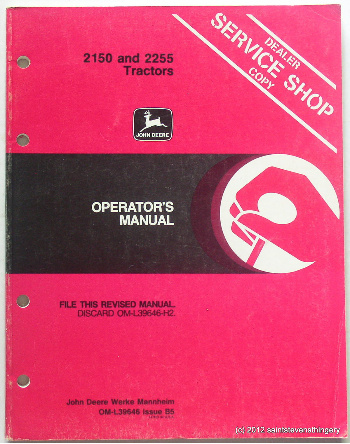 2150 and 2255
Tractors
DEALER
SERVICE SHOP
COPY
JOHN DEERE
OPERATOR'S
MANUAL
FILE THIS REVISED MANUAL.
DISCARD OM-L39646-H2.
John Deere Werke Mannheim
OM-L39646 Issue B5
(c) 2012 saintstevensthingery